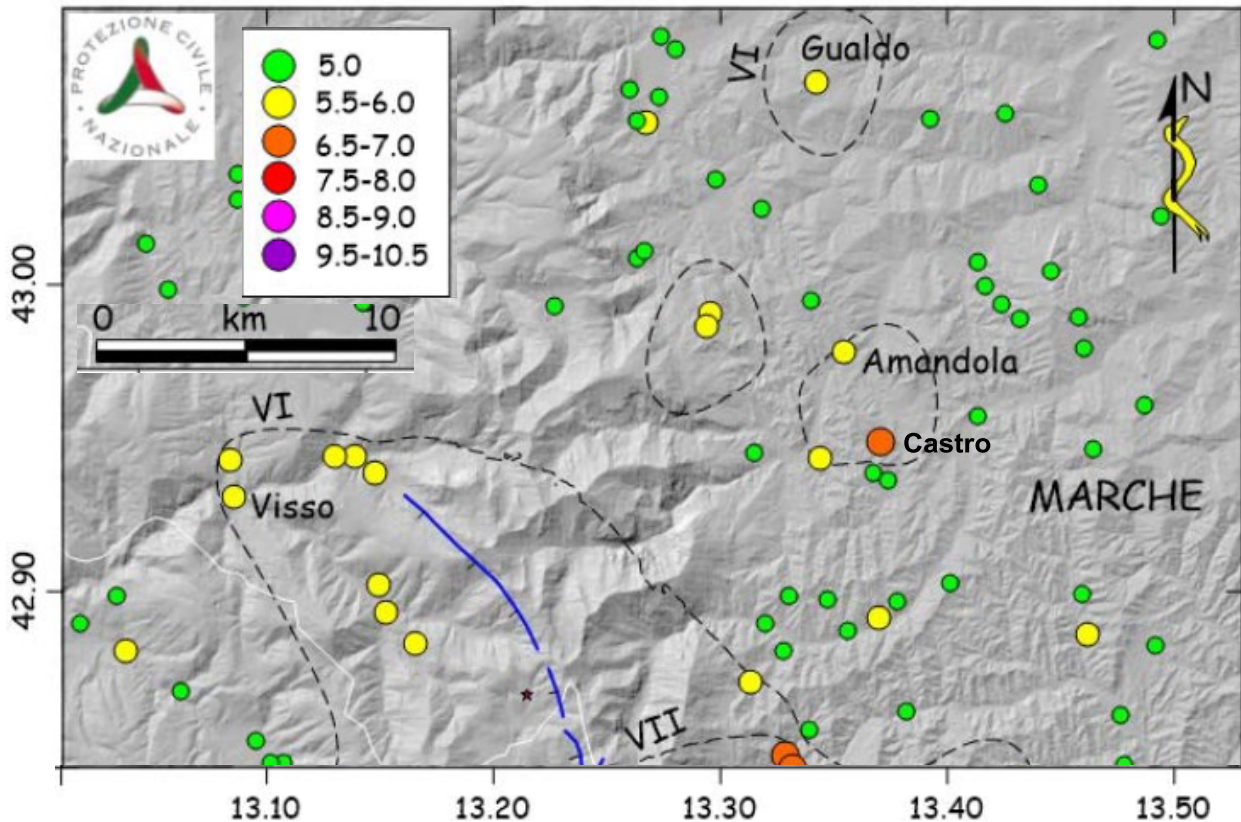 PROTEZIONE CIVILE
NAZIONALE
5.0
5.5-6.0
6.5-7.0
7.5-8.0
8.5-9.0
9.5-10.5
0 km 10
VI
Gualdo
N
Amandola
Castro
VI
Visso
MARCHE
VII
43.00
42.90
13.10
13.20
13.30
13.40
13.50